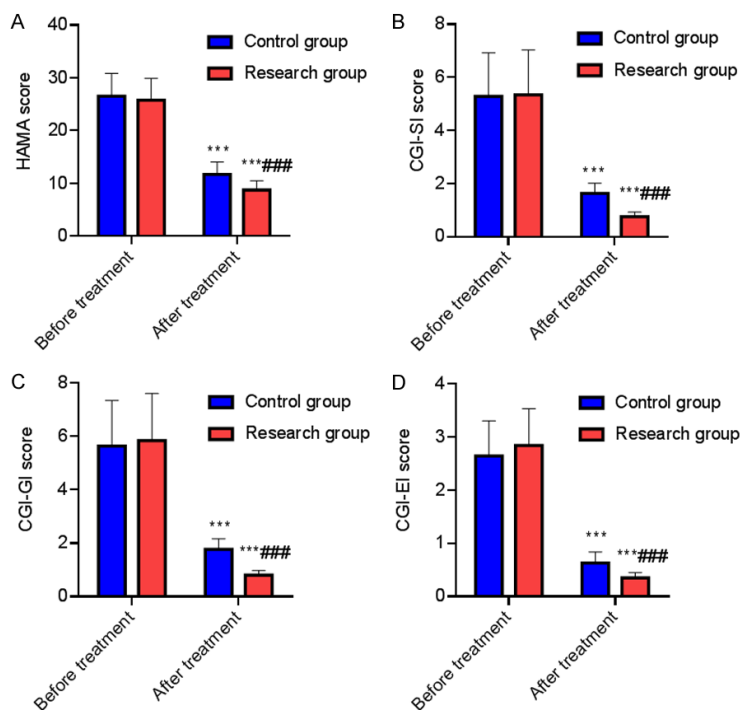 A
HAMA score
40
30
20
10
0
Control group
Research group
***
***###
Before treatment
After treatment
B
CGI-SI score
8
6
4
2
0
Control group
Research group
***
***###
Before treatment
After treatment
C
CGI-GI score
8
6
4
2
0
Control group
Research group
***
***###
Before treatment
After treatment
D
CGI-EI score
4
3
2
1
0
Control group
Research group
***
***###
Before treatment
After treatment